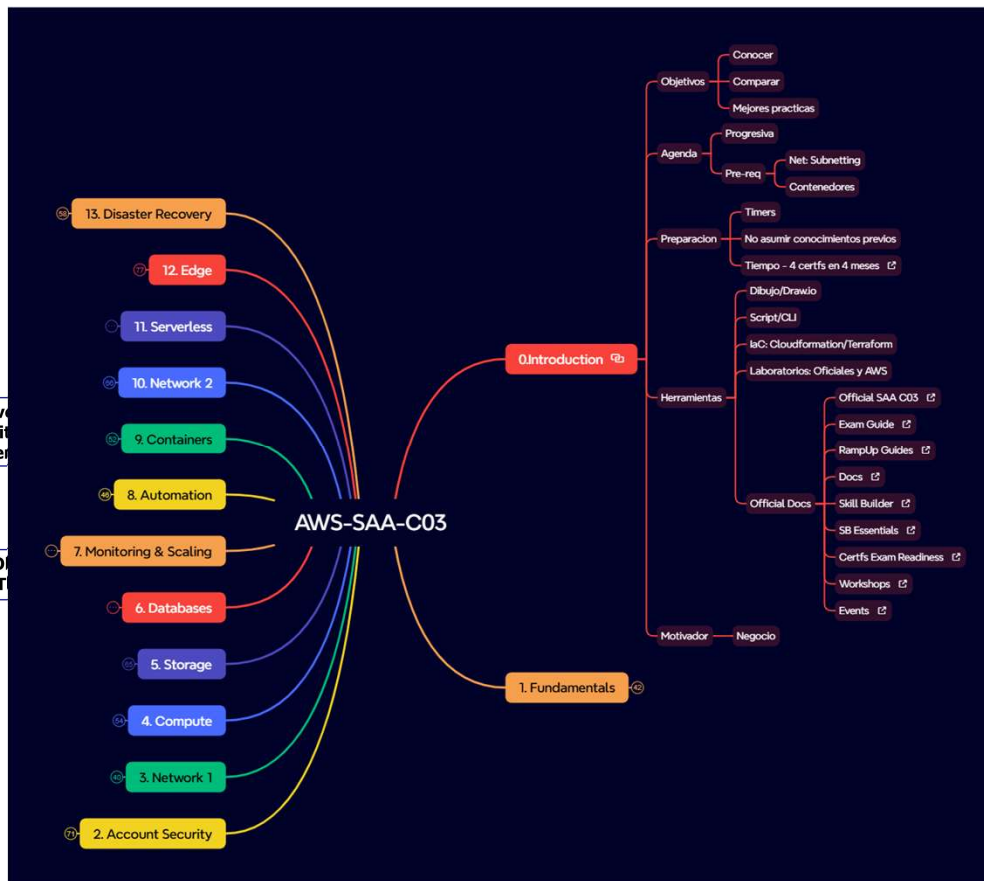 AWS-SAA-C03
0.Introduction
Objetivos
Conocer
Comparar
Mejores practicas
Agenda
Progresiva
Pre-req
Net: Subnetting
Contenedores
Preparacion
Timers
No asumir conocimientos previos
Tiempo - 4 certfs en 4 meses
Herramientas
Dibujo/Draw.io
Script/CLI
IaC: Cloudformation/Terraform
Laboratorios: Oficiales y AWS
Official Docs
Official SAA C03
Exam Guide
RampUp Guides
Docs
Skill Builder
SB Essentials
Certfs Exam Readiness
Workshops
Events
Motivador
Negocio
1. Fundamentals
42
13. Disaster Recovery
58
12. Edge
77
11. Serverless
10. Network 2
9. Containers
52
8. Automation
46
7. Monitoring & Scaling
6. Databases
5. Storage
4. Compute
54
3. Network 1
40
2. Account Security
71